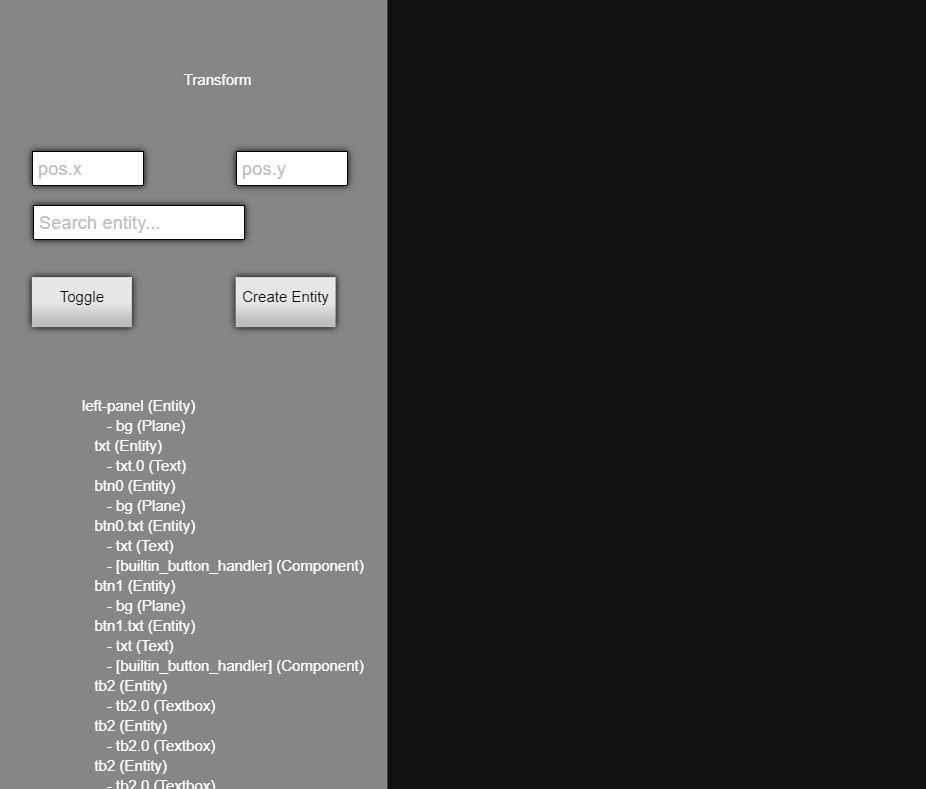 Transform
pos.x pos.y
Search entity...
Toggle Create Entity
left-panel (Entity)
- bg (Plane)
txt (Entity)
- txt.0 (Text)
btn0 (Entity)
- bg (Plane)
btn0.txt (Entity)
- txt (Text)
- [builtin_button_handler] (Component)
btn1 (Entity)
- bg (Plane)
btn1.txt (Entity)
- txt (Text)
- [builtin_button_handler] (Component)
tb2 (Entity)
- tb2.0 (Textbox)
tb2 (Entity)
- tb2.0 (Textbox)
tb2 (Entity)
- tb2.0 (Textbox)